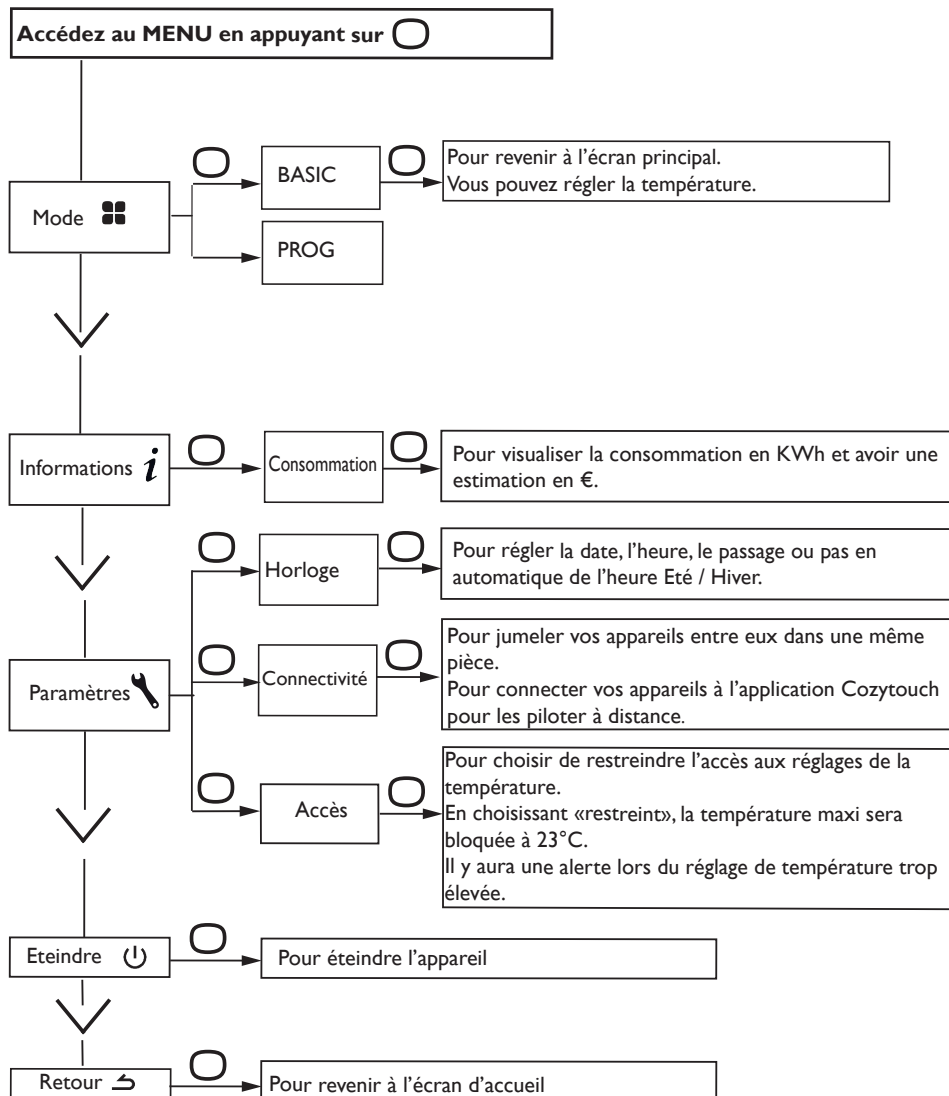 Accédez au MENU en appuyant sur
Mode
BASIC
Pour revenir à l'écran principal.
Vous pouvez régler la température.
PROG
Informations i
Consommation
Pour visualiser la consommation en KWh et avoir une
estimation en €.
Paramètres
Horloge
Pour régler la date, l'heure, le passage ou pas en
automatique de l'heure Eté / Hiver.
Connectivité
Pour jumeler vos appareils entre eux dans une même
pièce.
Pour connecter vos appareils à l'application Cozytouch
pour les piloter à distance.
Accès
Pour choisir de restreindre l'accès aux réglages de la
température.
En choisissant «restreint», la température maxi sera
bloquée à 23°C.
Il y aura une alerte lors du réglage de température trop
élevée.
Eteindre
Pour éteindre l'appareil
Retour
Pour revenir à l'écran d'accueil